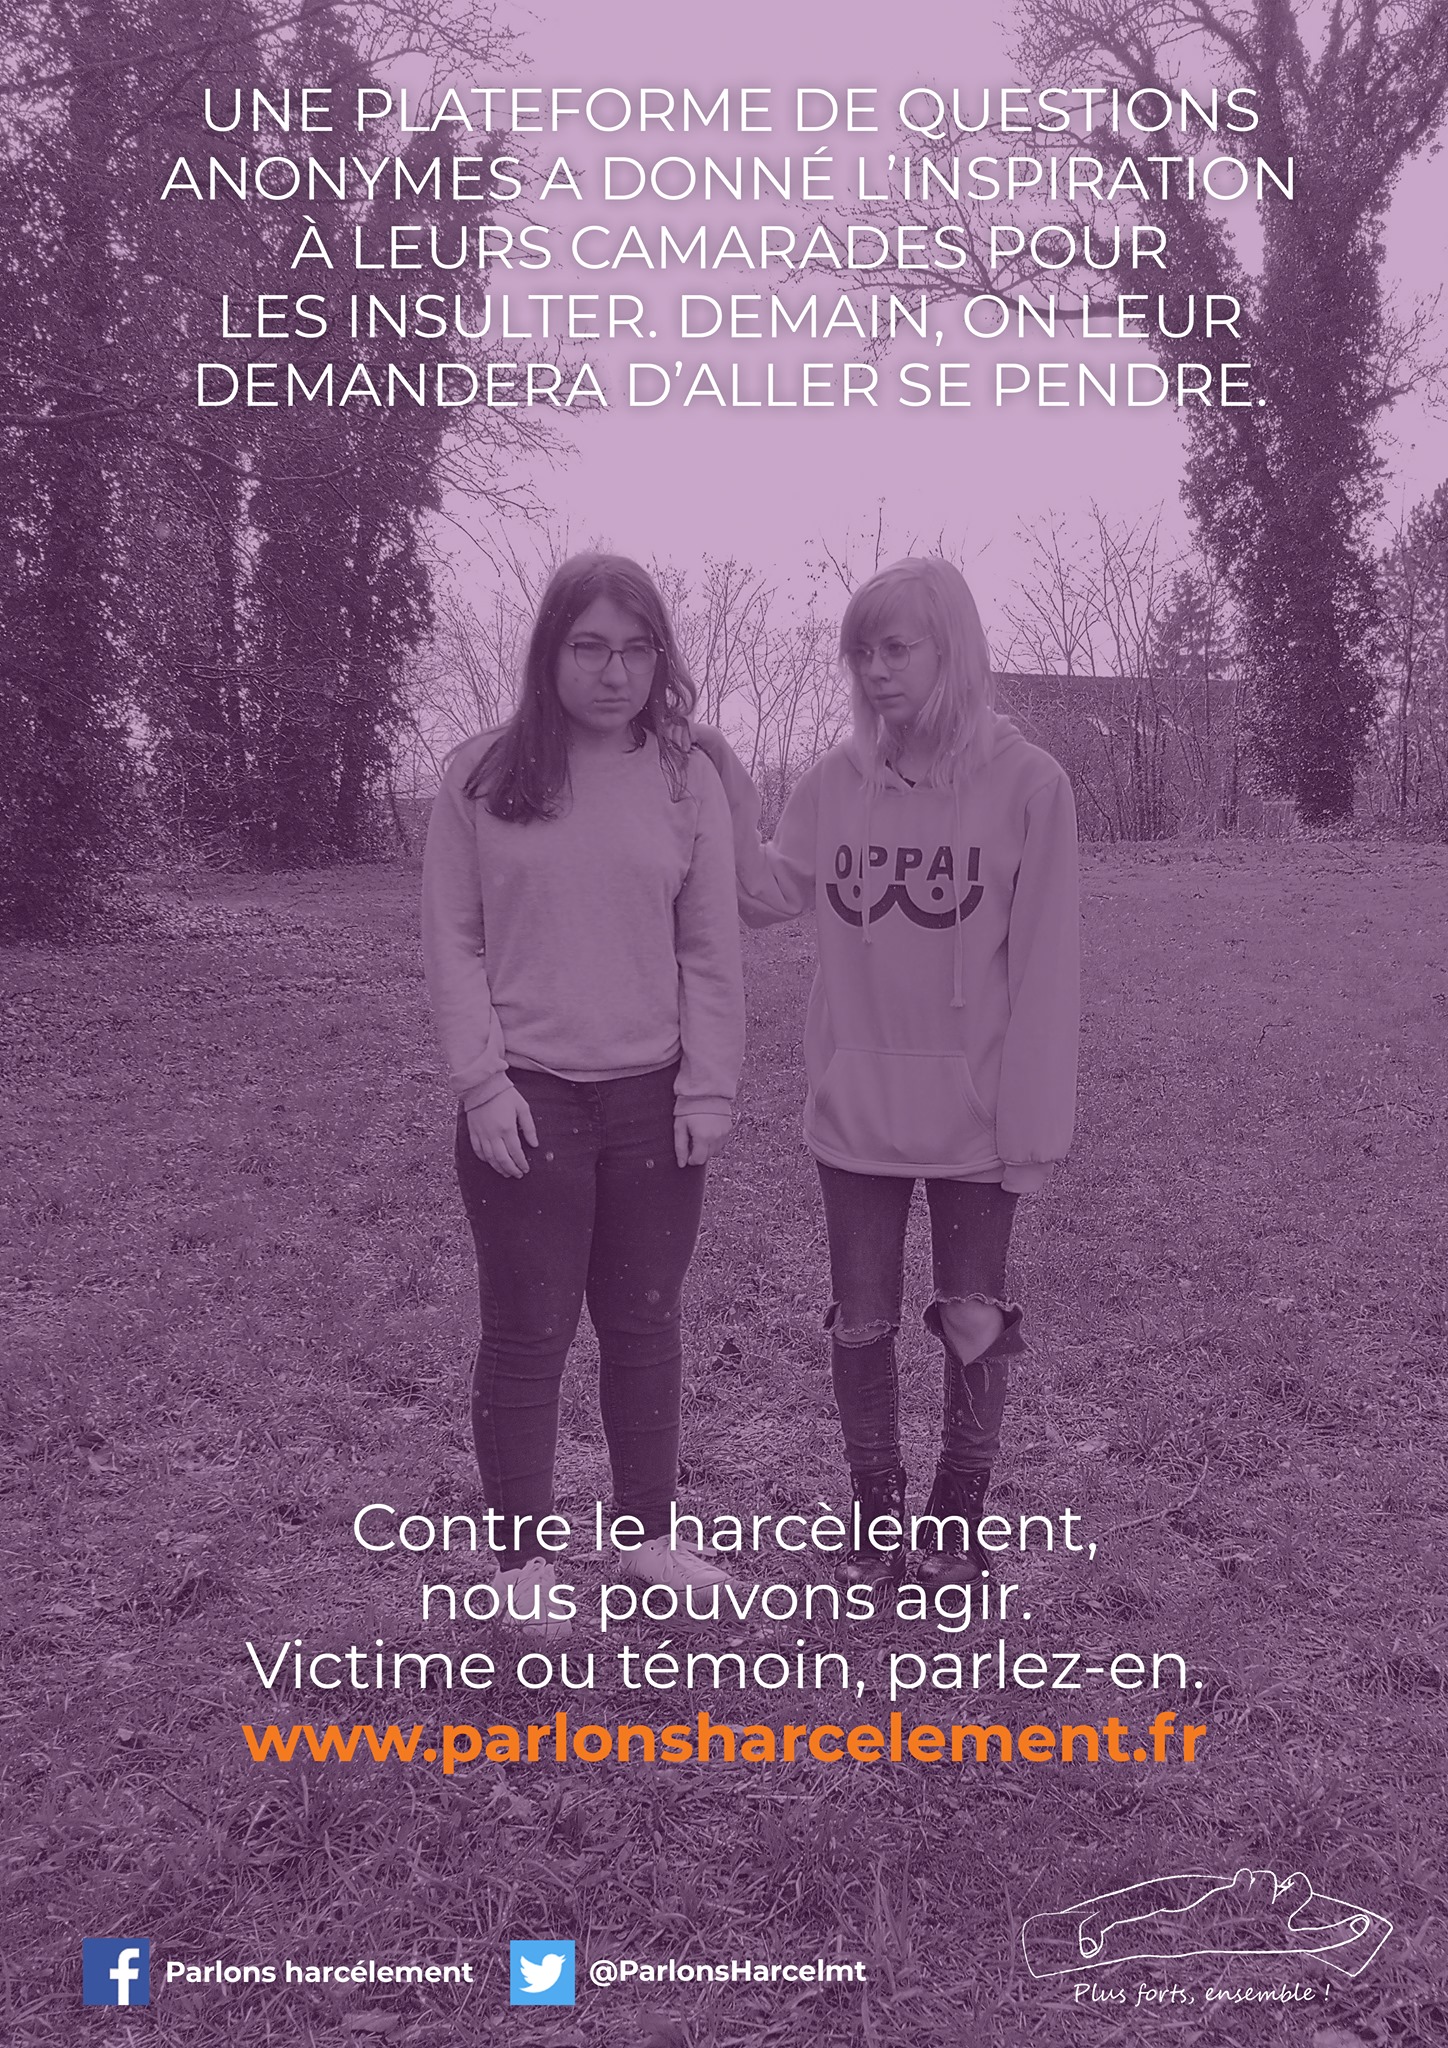 UNE PLATEFORME DE QUESTIONS
ANONYMES A DONNÉ L’INSPIRATION
À LEURS CAMARADES POUR
LES INSULTER. DEMAIN, ON LEUR
DEMANDERA D’ALLER SE PENDRE.
OPPAI
Contre le harcèlement,
nous pouvons agir.
Victime ou témoin, parlez-en.
www.parlonsharcelement.fr
Parlons harcélement
@ParlonsHarcelmt
Plus forts, ensemble !